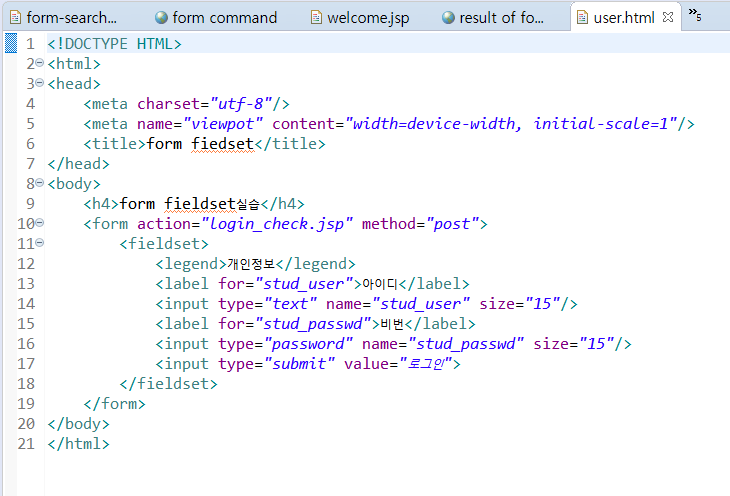 form-search... form command welcome.jsp result of fo... user.html »5
1 <!DOCTYPE HTML>
2 <html>
3 <head>
4 <meta charset="utf-8"/>
5 <meta name="viewpot" content="width=device-width, initial-scale=1"/>
6 <title>form fiedset</title>
7 </head>
8 <body>
9 <h4>form fieldset실습</h4>
10 <form action="login_check.jsp" method="post">
11 <fieldset>
12 <legend>개인정보</legend>
13 <label for="stud_user">아이디</label>
14 <input type="text" name="stud_user" size="15"/>
15 <label for="stud_passwd">비번</label>
16 <input type="password" name="stud_passwd" size="15"/>
17 <input type="submit" value="로그인">
18 </fieldset>
19 </form>
20 </body>
21 </html>